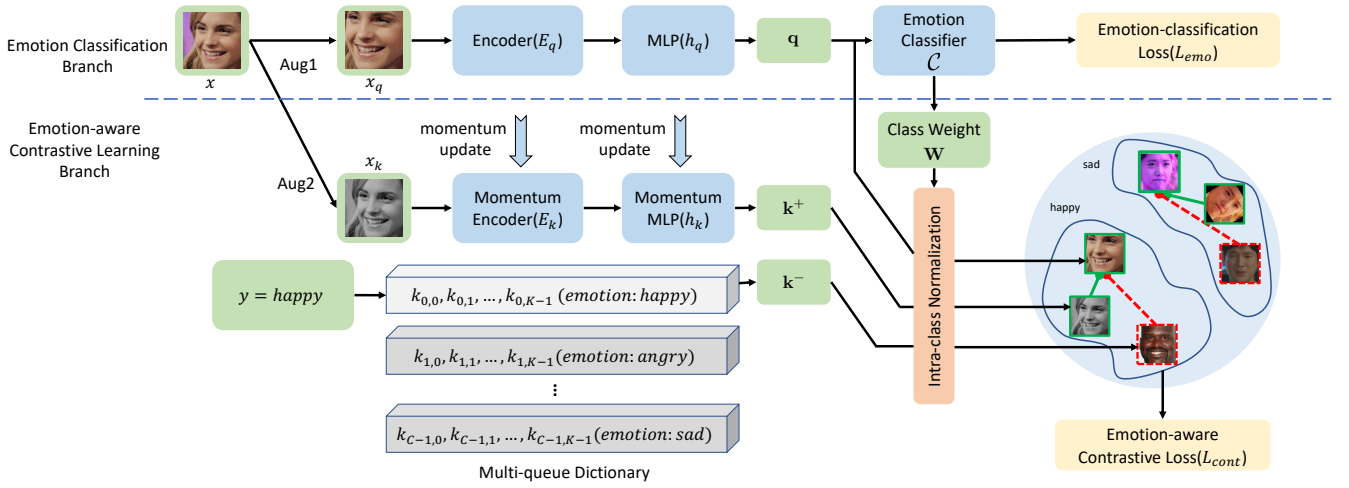 Emotion Classification
Branch
x
Aug1
x_q
Encoder(E_q)
MLP(h_q)
q
Emotion
Classifier
𝒞
Emotion-classification
Loss(L_emo)
Emotion-aware
Contrastive Learning
Branch
Aug2
x_k
momentum
update
momentum
update
Class Weight
W
Momentum
Encoder(E_k)
Momentum
MLP(h_k)
k⁺
Intra-class Normalization
sad
happy
y = happy
k_{0,0}, k_{0,1}, …, k_{0,K−1} (emotion: happy)
k⁻
k_{1,0}, k_{1,1}, …, k_{1,K−1}(emotion: angry)
⋮
k_{C−1,0}, k_{C−1,1}, …, k_{C−1,K−1}(emotion: sad)
Multi-queue Dictionary
Emotion-aware
Contrastive Loss(L_cont)